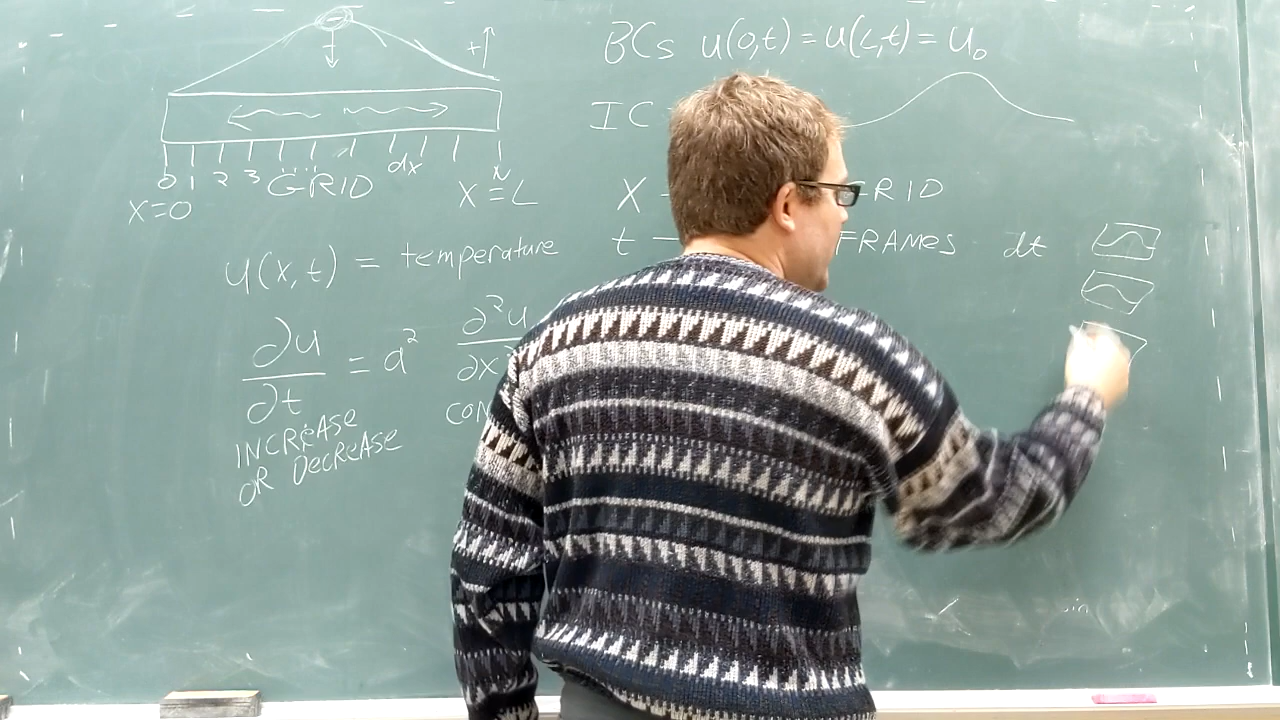 +↑
0 1 2 3 ... GRID dx N
x=0 x=L
u(x,t) = temperature
∂u/∂t = a² ∂²u/∂x
INCREASE
OR DECREASE
CON
BCs u(0,t) = u(L,t) = u₀
IC
X - GRID
t - FRAMES dt